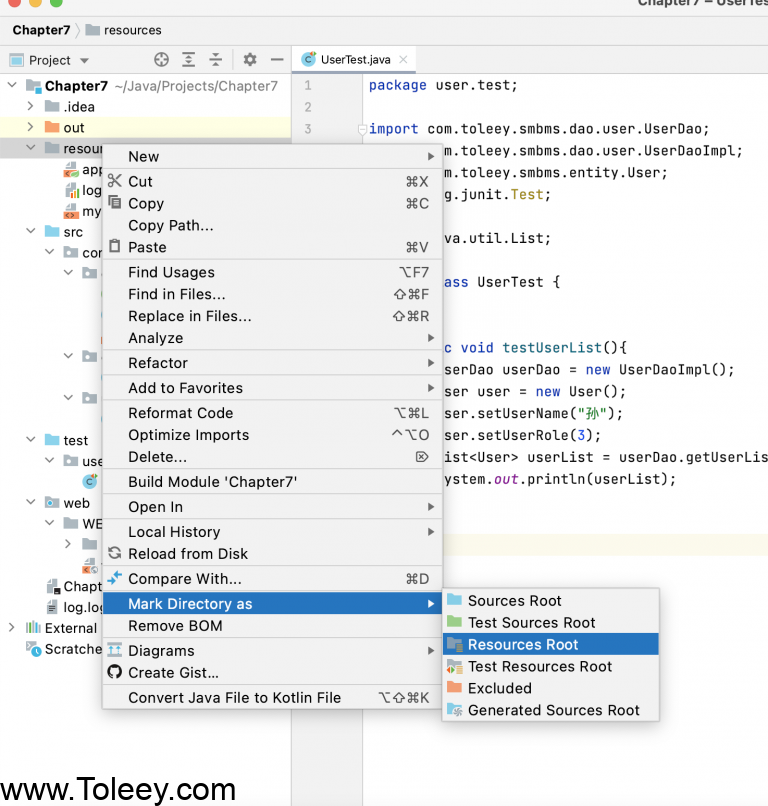 Chapter7 – UserTes
Chapter7 resources
Project
UserTest.java
Chapter7 ~/Java/Projects/Chapter7
.idea
out
resour
app
log
my
src
com
test
use
web
WE
Chapt
log.log
External
Scratche
1 package user.test;
2
3 import com.toleey.smbms.dao.user.UserDao;
m.toleey.smbms.dao.user.UserDaoImpl;
m.toleey.smbms.entity.User;
g.junit.Test;
va.util.List;
ass UserTest {
c void testUserList(){
serDao userDao = new UserDaoImpl();
ser user = new User();
ser.setUserName("孙");
ser.setUserRole(3);
ist<User> userList = userDao.getUserLis
ystem.out.println(userList);
New
Cut ⌘X
Copy ⌘C
Copy Path...
Paste ⌘V
Find Usages ⌥F7
Find in Files... ⇧⌘F
Replace in Files... ⇧⌘R
Analyze
Refactor
Add to Favorites
Reformat Code ⌥⌘L
Optimize Imports ^⌥O
Delete... ⌦
Build Module 'Chapter7'
Open In
Local History
Reload from Disk
Compare With... ⌘D
Mark Directory as
Remove BOM
Diagrams
Create Gist...
Convert Java File to Kotlin File ⌥⇧⌘K
Sources Root
Test Sources Root
Resources Root
Test Resources Root
Excluded
Generated Sources Root
www.Toleey.com